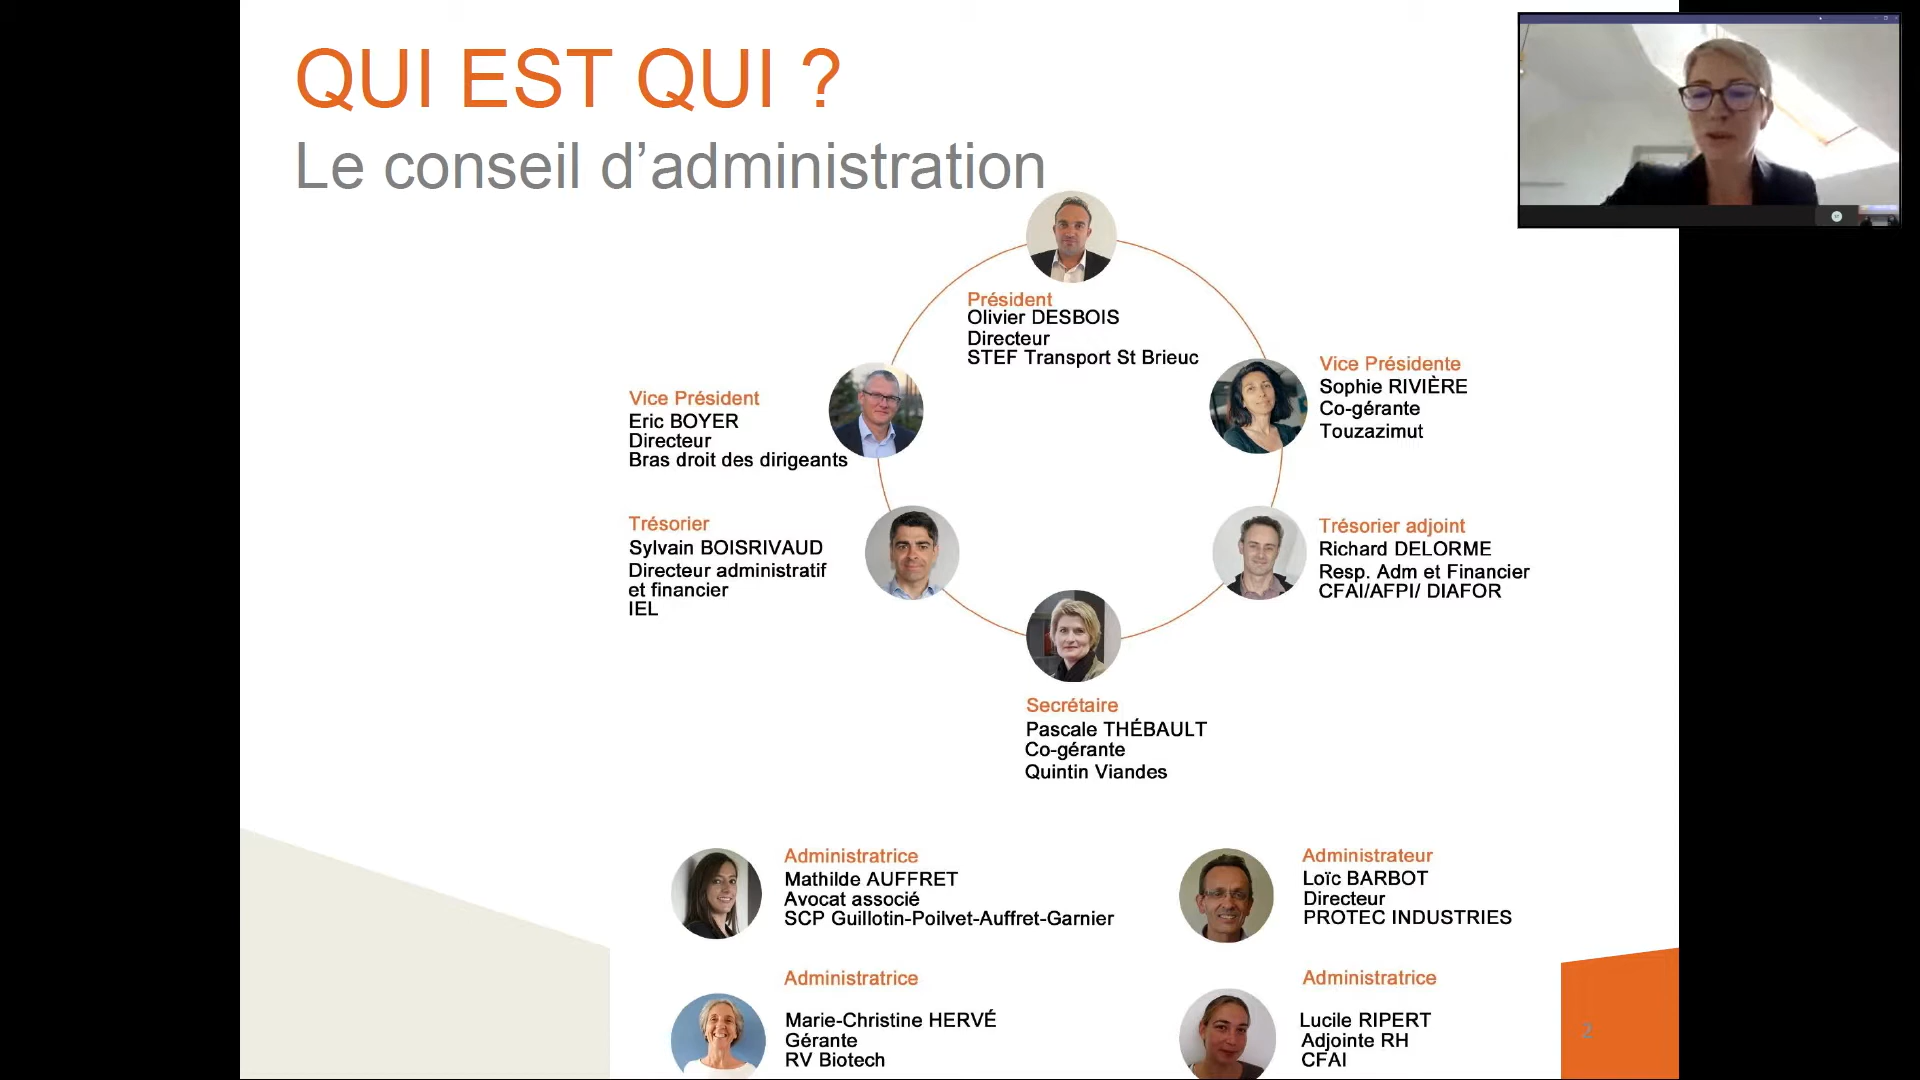 QUI EST QUI ?
Le conseil d’administration
Président
Olivier DESBOIS
Directeur
STEF Transport St Brieuc
Vice Président
Eric BOYER
Directeur
Bras droit des dirigeants
Vice Présidente
Sophie RIVIÈRE
Co-gérante
Touzazimut
Trésorier
Sylvain BOISRIVAUD
Directeur administratif
et financier
IEL
Trésorier adjoint
Richard DELORME
Resp. Adm et Financier
CFAI/AFPI/ DIAFOR
Secrétaire
Pascale THÉBAULT
Co-gérante
Quintin Viandes
Administratrice
Mathilde AUFFRET
Avocat associé
SCP Guillotin-Poilvet-Auffret-Garnier
Administrateur
Loïc BARBOT
Directeur
PROTEC INDUSTRIES
Administratrice
Marie-Christine HERVÉ
Gérante
RV Biotech
Administratrice
Lucile RIPERT
Adjointe RH
CFAI
2